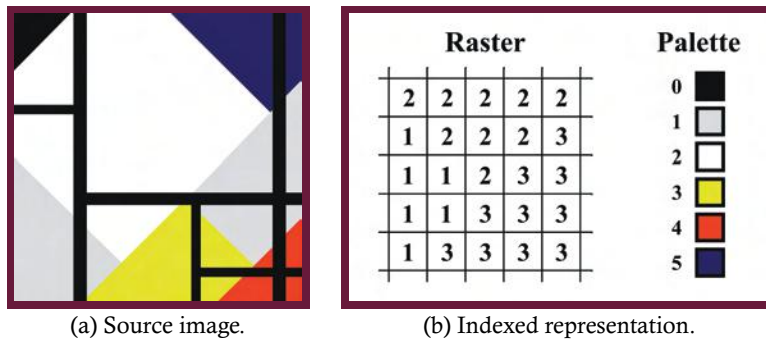 Raster Palette
2 2 2 2 2 0
1 2 2 2 3 1
1 1 2 3 3 2
1 1 3 3 3 3
1 3 3 3 3 4
5
(a) Source image. (b) Indexed representation.